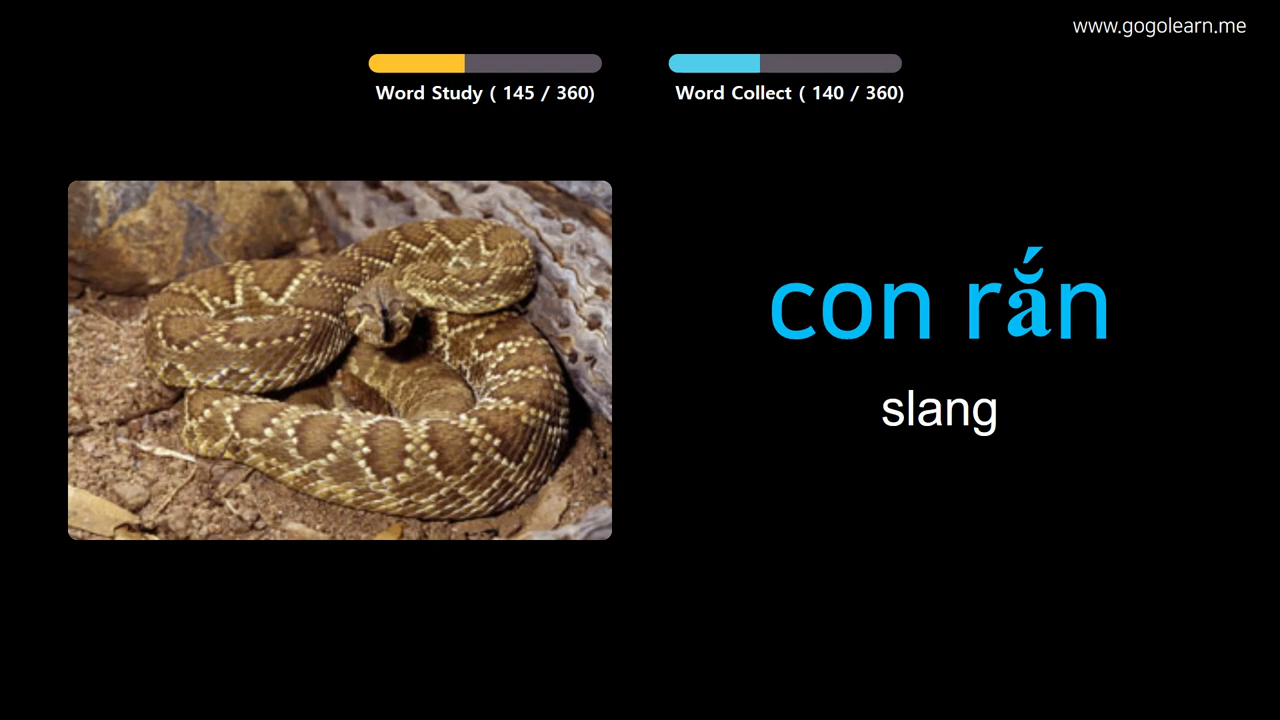 www.gogolearn.me
Word Study ( 145 / 360)
Word Collect ( 140 / 360)
con rắn
slang